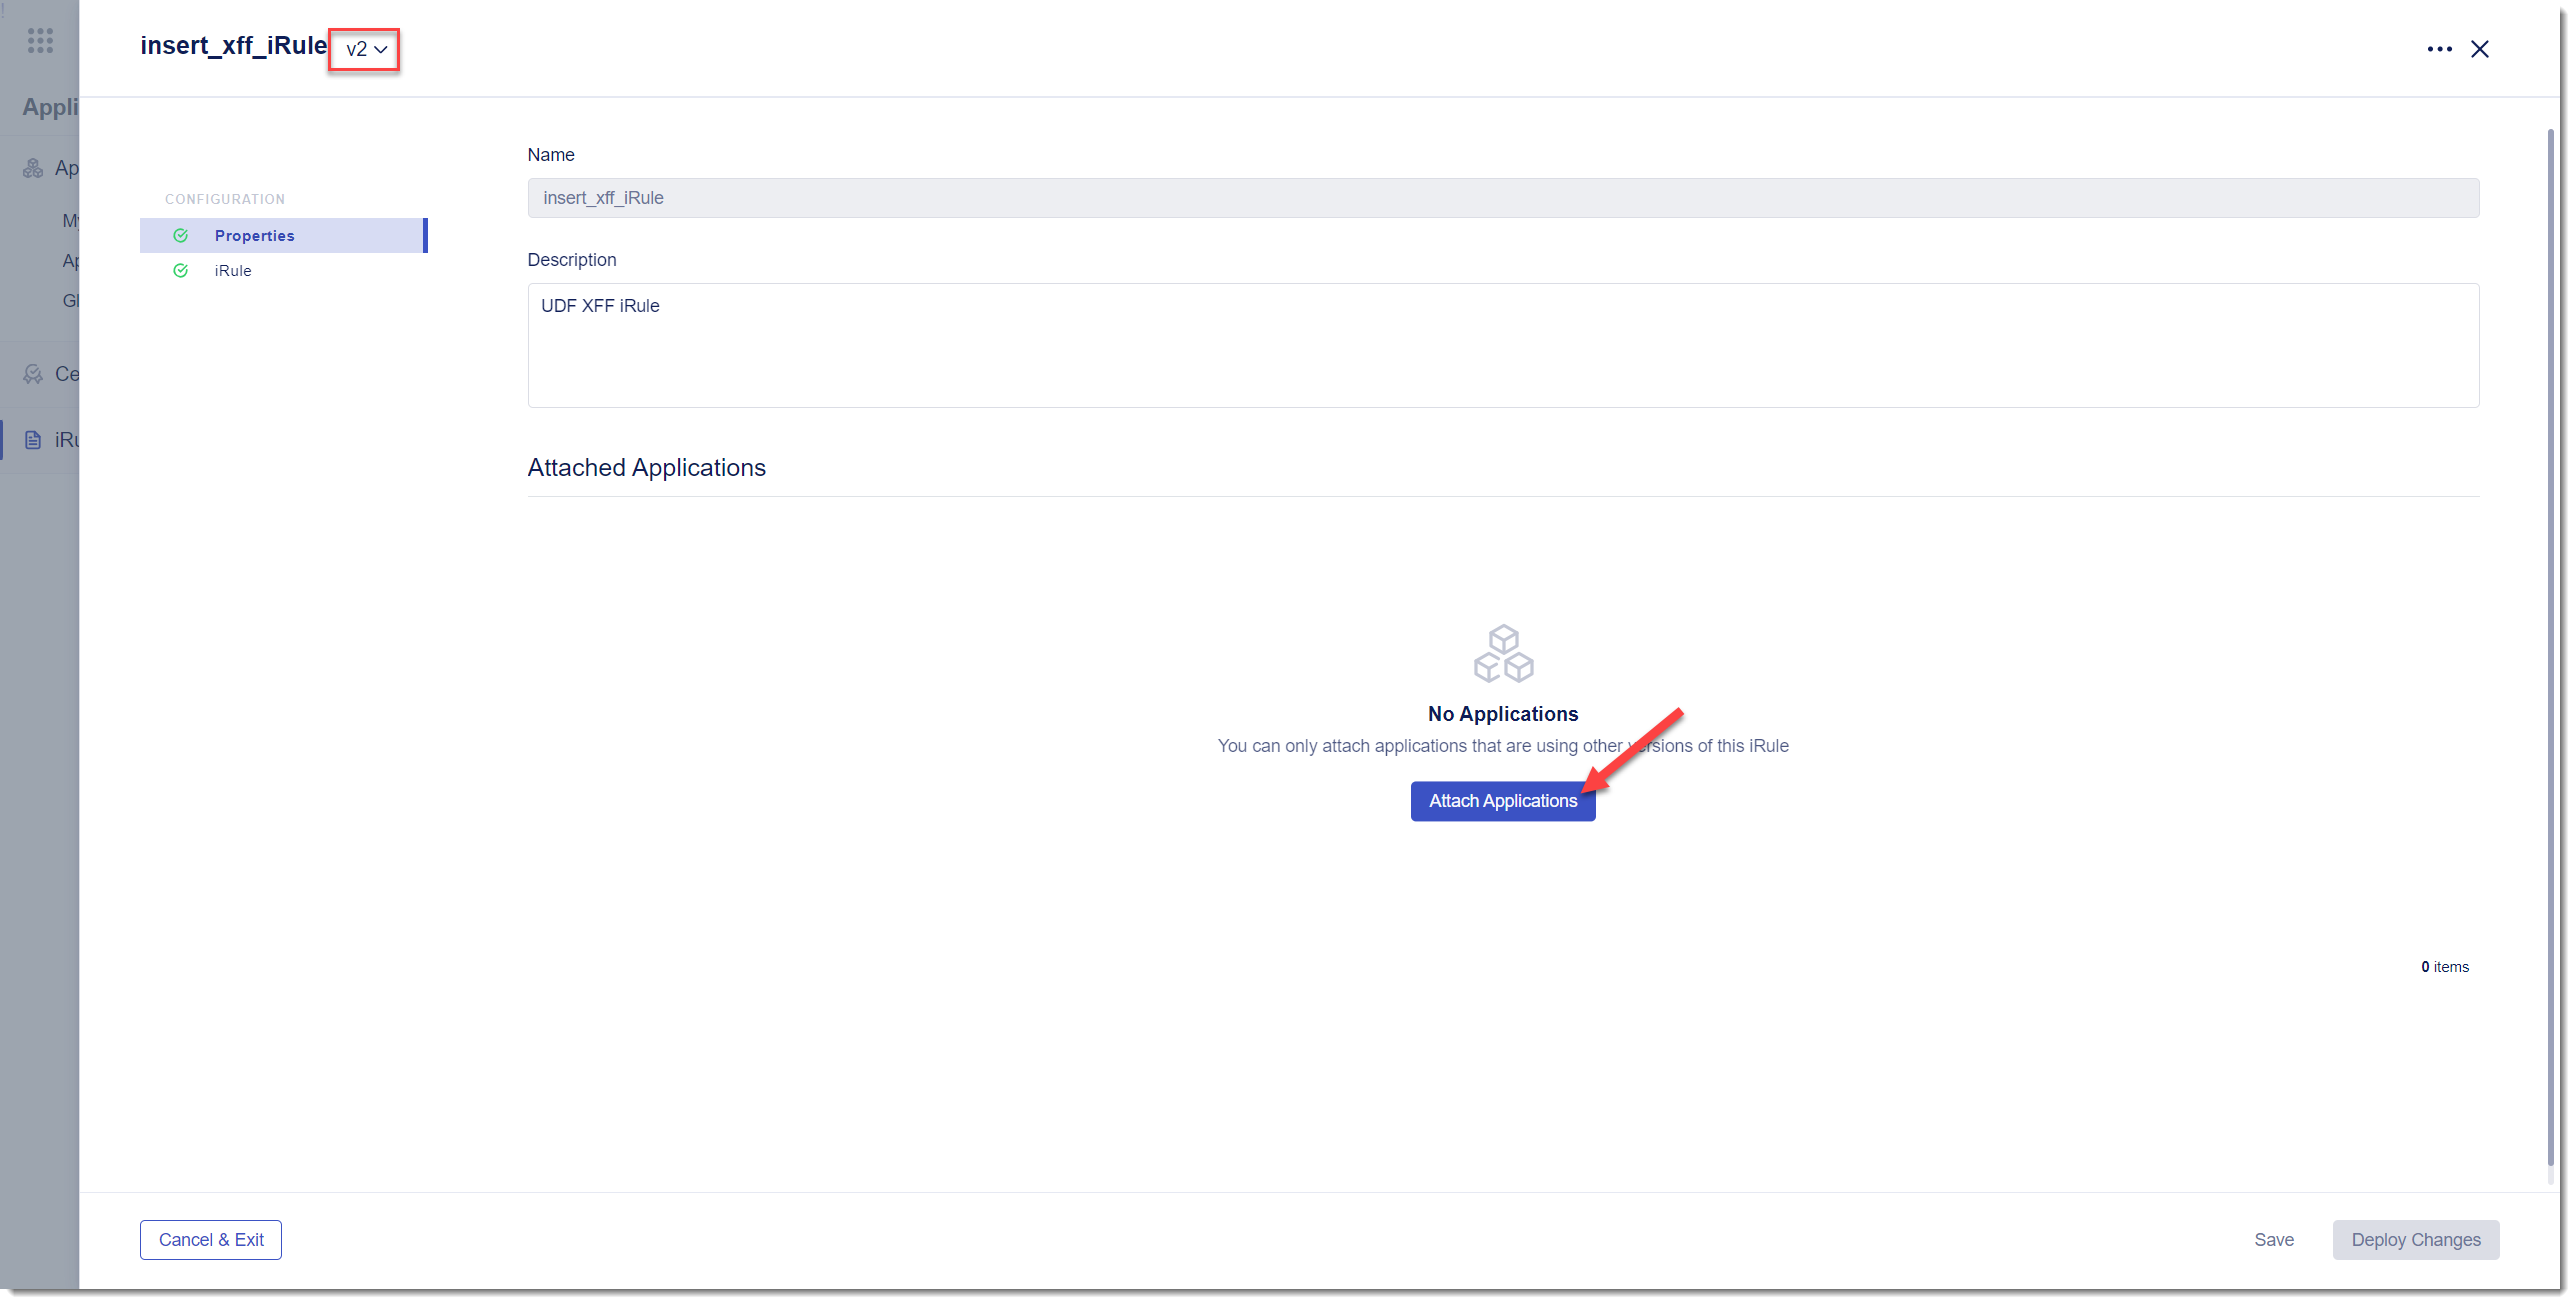 insert_xff_iRule v2
Appli
Ap
My
Ap
Gl
Ce
iRu
CONFIGURATION
Properties
iRule
Name
insert_xff_iRule
Description
UDF XFF iRule
Attached Applications
No Applications
You can only attach applications that are using other versions of this iRule
Attach Applications
0 items
Cancel & Exit
Save
Deploy Changes